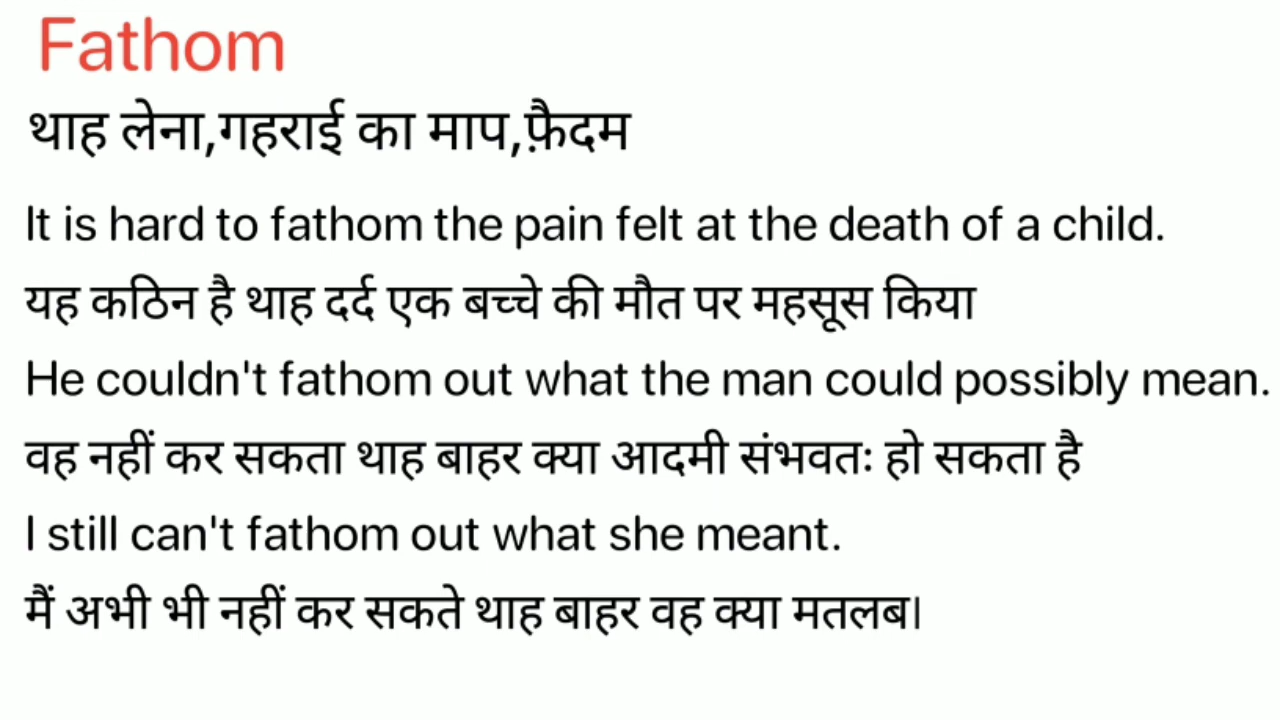 Fathom
थाह लेना,गहराई का माप,फ़ैदम
It is hard to fathom the pain felt at the death of a child.
यह कठिन है थाह दर्द एक बच्चे की मौत पर महसूस किया
He couldn't fathom out what the man could possibly mean.
वह नहीं कर सकता थाह बाहर क्या आदमी संभवतः हो सकता है
I still can't fathom out what she meant.
मैं अभी भी नहीं कर सकते थाह बाहर वह क्या मतलब।